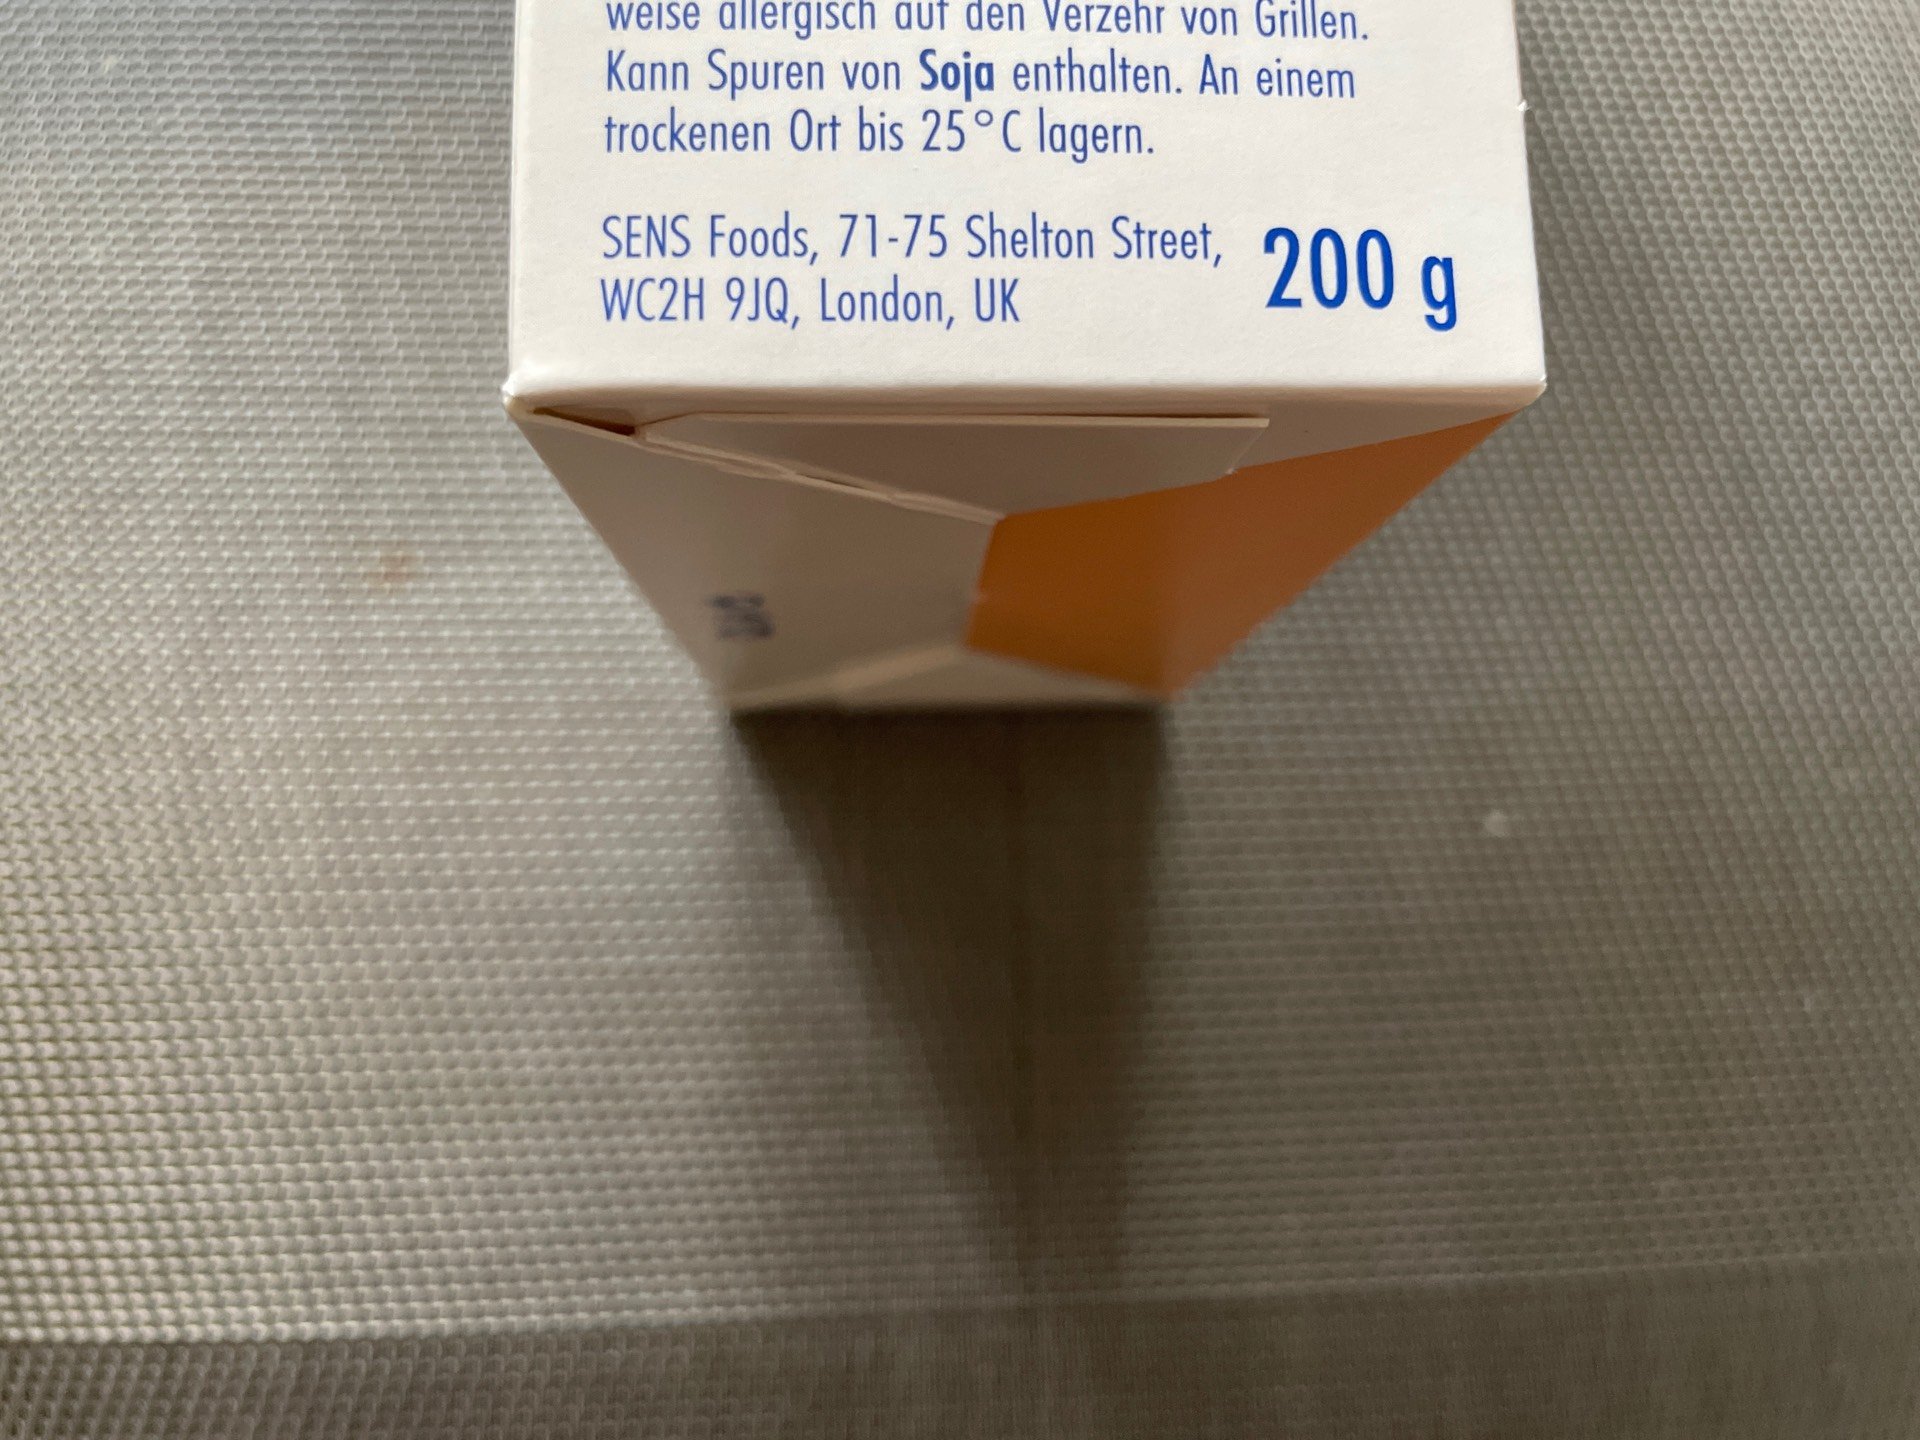 weise allergisch auf den Verzehr von Grillen.
Kann Spuren von Soja enthalten. An einem
trockenen Ort bis 25°C lagern.
SENS Foods, 71-75 Shelton Street,
WC2H 9JQ, London, UK
200 g